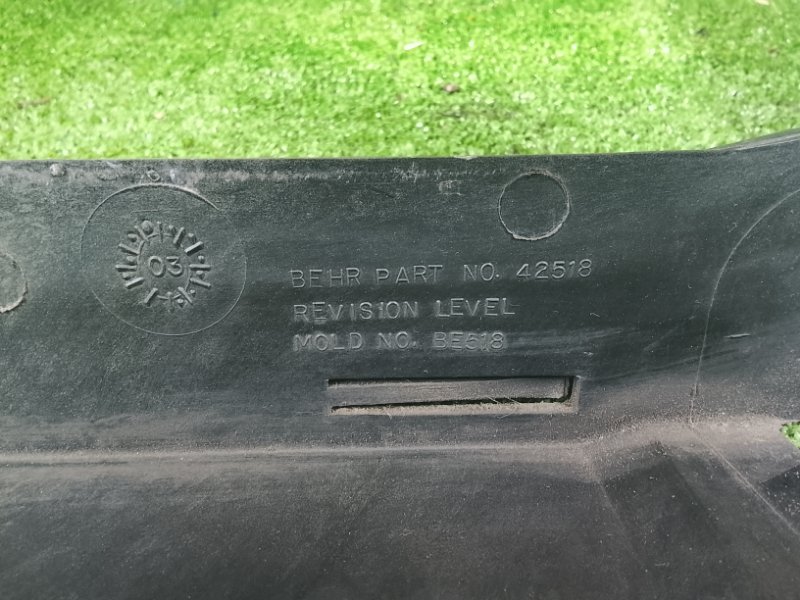 03
BEHR PART NO. 42518
REVISION LEVEL
MOLD NO. BE518